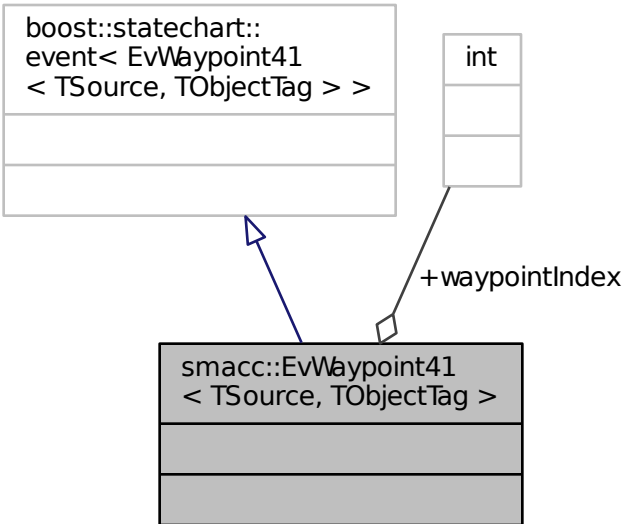 boost::statechart::
event< EvWaypoint41
< TSource, TObjectTag > >
int
+waypointIndex
smacc::EvWaypoint41
< TSource, TObjectTag >